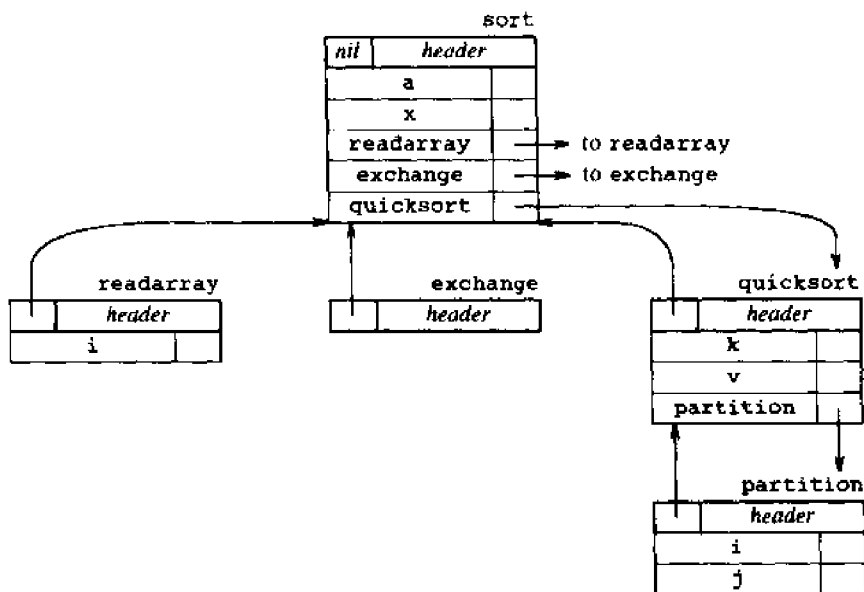 sort
nil header
a
x
readarray to readarray
exchange to exchange
quicksort
readarray
header
i
exchange
header
quicksort
header
k
v
partition
partition
header
i
j